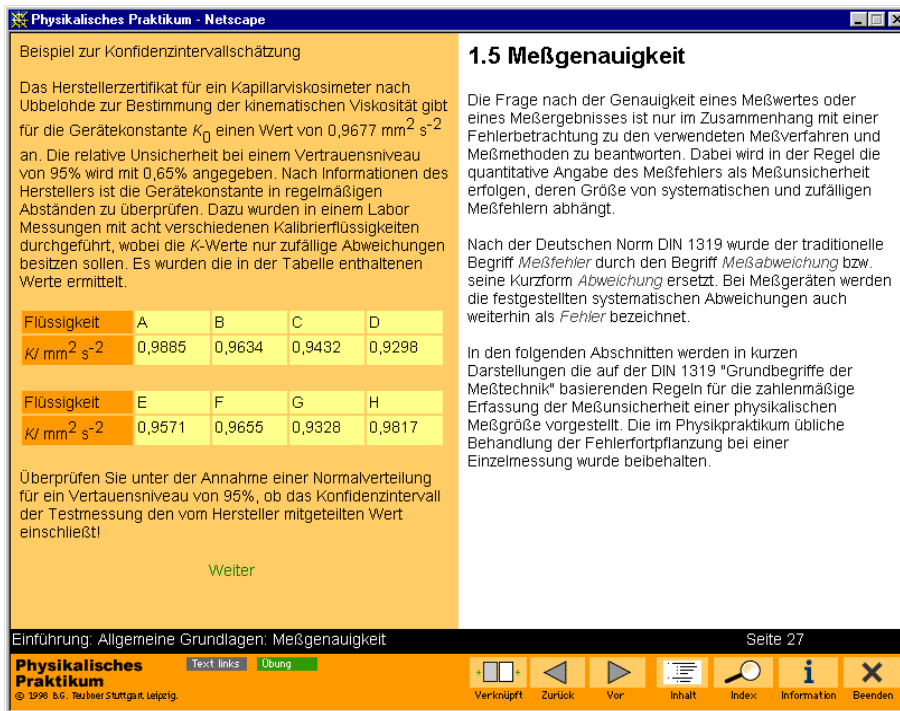 Physikalisches Praktikum - Netscape
Beispiel zur Konfidenzintervallschätzung
Das Herstellerzertifikat für ein Kapillarviskosimeter nach
Ubbelohde zur Bestimmung der kinematischen Viskosität gibt
für die Gerätekonstante K₀ einen Wert von 0,9677 mm² s⁻²
an. Die relative Unsicherheit bei einem Vertrauensniveau
von 95% wird mit 0,65% angegeben. Nach Informationen des
Herstellers ist die Gerätekonstante in regelmäßigen
Abständen zu überprüfen. Dazu wurden in einem Labor
Messungen mit acht verschiedenen Kalibrierflüssigkeiten
durchgeführt, wobei die K-Werte nur zufällige Abweichungen
besitzen sollen. Es wurden die in der Tabelle enthaltenen
Werte ermittelt.
Flüssigkeit A B C D
K/ mm² s⁻² 0,9885 0,9634 0,9432 0,9298
Flüssigkeit E F G H
K/ mm² s⁻² 0,9571 0,9655 0,9328 0,9817
Überprüfen Sie unter der Annahme einer Normalverteilung
für ein Vertauensniveau von 95%, ob das Konfidenzintervall
der Testmessung den vom Hersteller mitgeteilten Wert
einschließt!
Weiter
1.5 Meßgenauigkeit
Die Frage nach der Genauigkeit eines Meßwertes oder
eines Meßergebnisses ist nur im Zusammenhang mit einer
Fehlerbetrachtung zu den verwendeten Meßverfahren und
Meßmethoden zu beantworten. Dabei wird in der Regel die
quantitative Angabe des Meßfehlers als Meßunsicherheit
erfolgen, deren Größe von systematischen und zufälligen
Meßfehlern abhängt.
Nach der Deutschen Norm DIN 1319 wurde der traditionelle
Begriff Meßfehler durch den Begriff Meßabweichung bzw.
seine Kurzform Abweichung ersetzt. Bei Meßgeräten werden
die festgestellten systematischen Abweichungen auch
weiterhin als Fehler bezeichnet.
In den folgenden Abschnitten werden in kurzen
Darstellungen die auf der DIN 1319 "Grundbegriffe der
Meßtechnik" basierenden Regeln für die zahlenmäßige
Erfassung der Meßunsicherheit einer physikalischen
Meßgröße vorgestellt. Die im Physikpraktikum übliche
Behandlung der Fehlerfortpflanzung bei einer
Einzelmessung wurde beibehalten.
Einführung: Allgemeine Grundlagen: Meßgenauigkeit Seite 27
Physikalisches
Praktikum
© 1998 B.G. Teubner Stuttgart Leipzig.
Text links Übung
Verknüpft Zurück Vor Inhalt Index Information Beenden